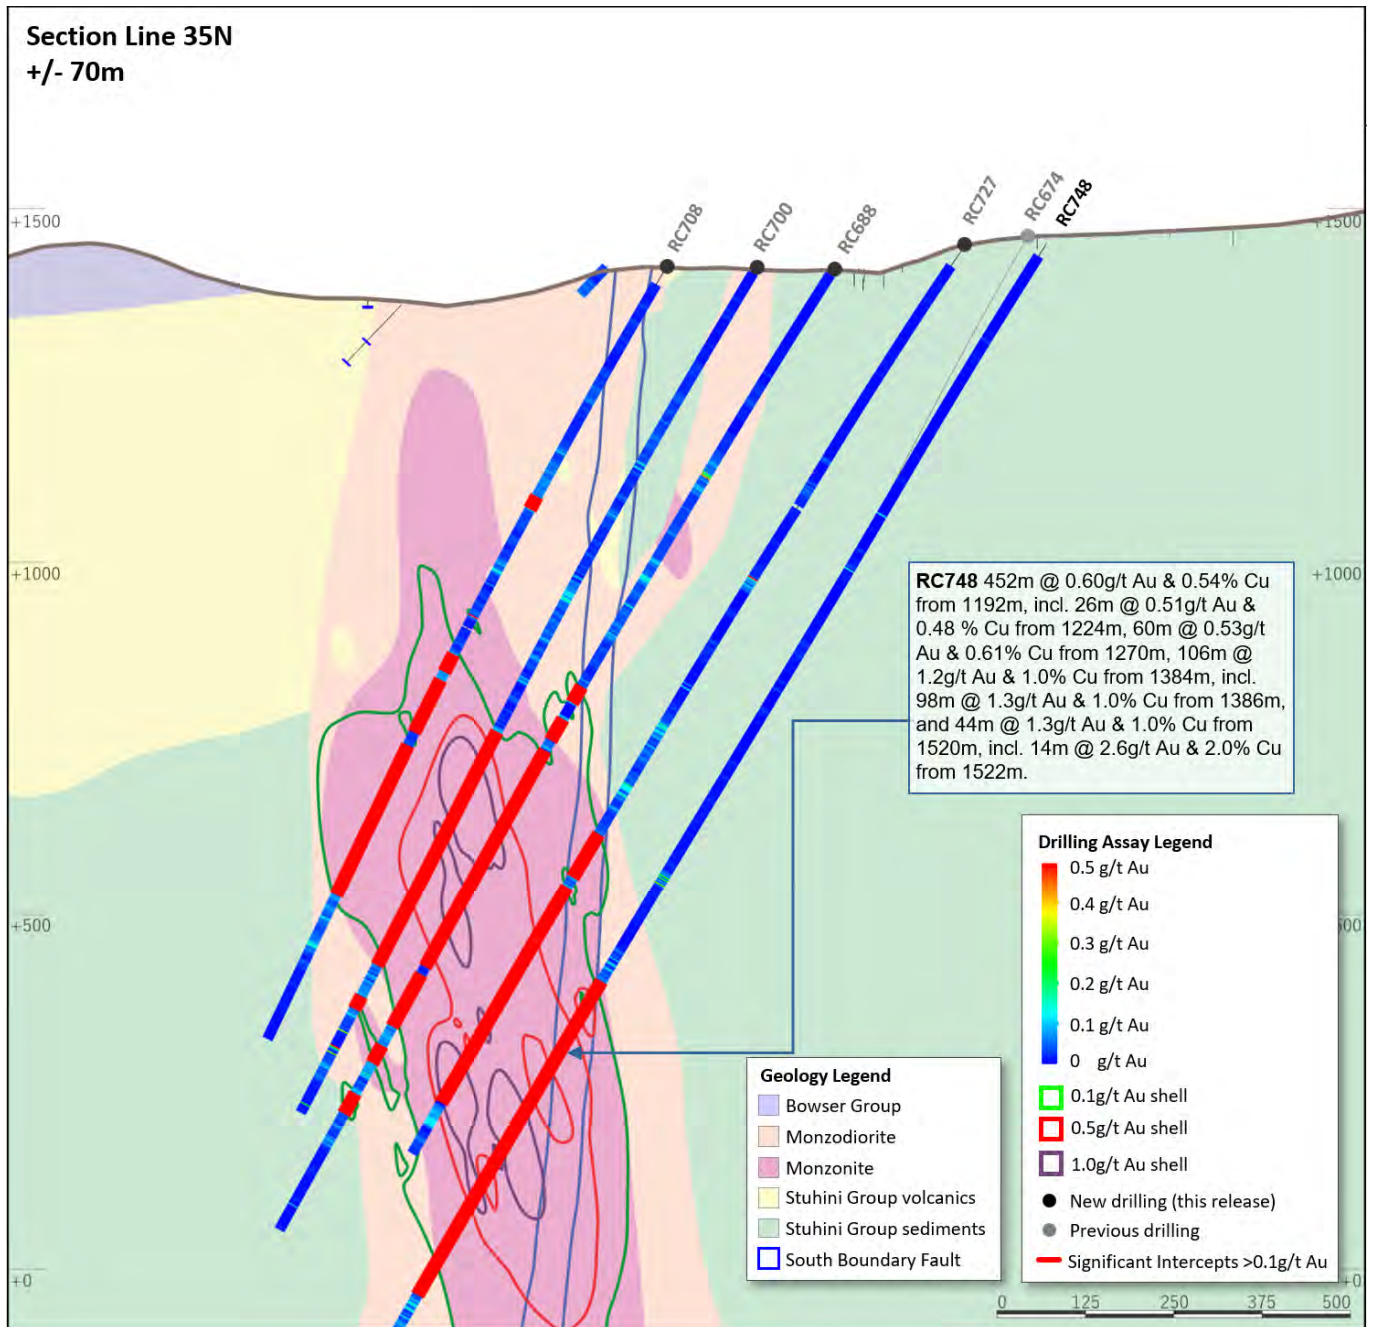 Section Line 35N
+/- 70m
RC708
RC700
RC688
RC727
RC674
RC748
+1500
+1500
+1000
+1000
RC748 452m @ 0.60g/t Au & 0.54% Cu
from 1192m, incl. 26m @ 0.51g/t Au &
0.48 % Cu from 1224m, 60m @ 0.53g/t
Au & 0.61% Cu from 1270m, 106m @
1.2g/t Au & 1.0% Cu from 1384m, incl.
98m @ 1.3g/t Au & 1.0% Cu from 1386m,
and 44m @ 1.3g/t Au & 1.0% Cu from
1520m, incl. 14m @ 2.6g/t Au & 2.0% Cu
from 1522m.
+500
Drilling Assay Legend
0.5 g/t Au
0.4 g/t Au
0.3 g/t Au
0.2 g/t Au
0.1 g/t Au
0 g/t Au
0.1g/t Au shell
0.5g/t Au shell
1.0g/t Au shell
New drilling (this release)
Previous drilling
Significant Intercepts >0.1g/t Au
Geology Legend
Bowser Group
Monzodiorite
Monzonite
Stuhini Group volcanics
Stuhini Group sediments
South Boundary Fault
+0
+0
0 125 250 375 500